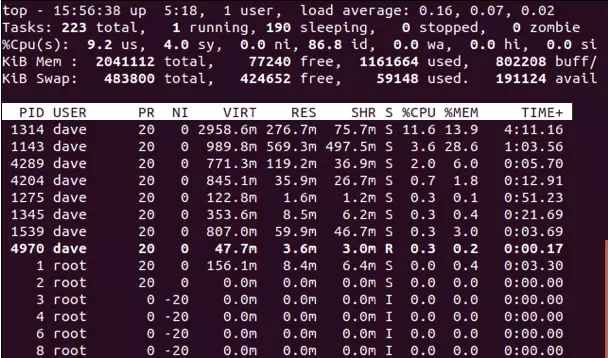 top - 15:56:38 up  5:18,  1 user,  load average: 0.16, 0.07, 0.02
Tasks: 223 total,   1 running, 190 sleeping,   0 stopped,   0 zombie
%Cpu(s):  9.2 us,  4.0 sy,  0.0 ni, 86.8 id,  0.0 wa,  0.0 hi,  0.0 si
KiB Mem :  2041112 total,    77240 free,  1161664 used,   802208 buff/
KiB Swap:   483800 total,   424652 free,    59148 used.   191124 avail
PID USER      PR  NI    VIRT    RES    SHR S %CPU %MEM     TIME+
1314 dave      20   0 2958.6m 276.7m  75.7m S 11.6 13.9   4:11.16
1143 dave      20   0  989.8m 569.3m 497.5m S  3.6 28.6   1:03.56
4289 dave      20   0  771.3m 119.2m  36.9m S  2.0  6.0   0:05.70
4204 dave      20   0  845.1m  35.9m  26.7m S  0.7  1.8   0:12.91
1275 dave      20   0  122.8m   1.6m   1.2m S  0.3  0.1   0:51.23
1345 dave      20   0  353.6m   8.5m   6.2m S  0.3  0.4   0:21.69
1539 dave      20   0  807.0m  59.9m  46.7m S  0.3  3.0   0:03.69
4970 dave      20   0   47.7m   3.6m   3.0m R  0.3  0.2   0:00.17
1 root      20   0  156.1m   8.4m   6.4m S  0.0  0.4   0:03.30
2 root      20   0    0.0m   0.0m   0.0m S  0.0  0.0   0:00.00
3 root       0 -20    0.0m   0.0m   0.0m I  0.0  0.0   0:00.00
4 root       0 -20    0.0m   0.0m   0.0m I  0.0  0.0   0:00.00
6 root       0 -20    0.0m   0.0m   0.0m I  0.0  0.0   0:00.00
8 root       0 -20    0.0m   0.0m   0.0m I  0.0  0.0   0:00.00